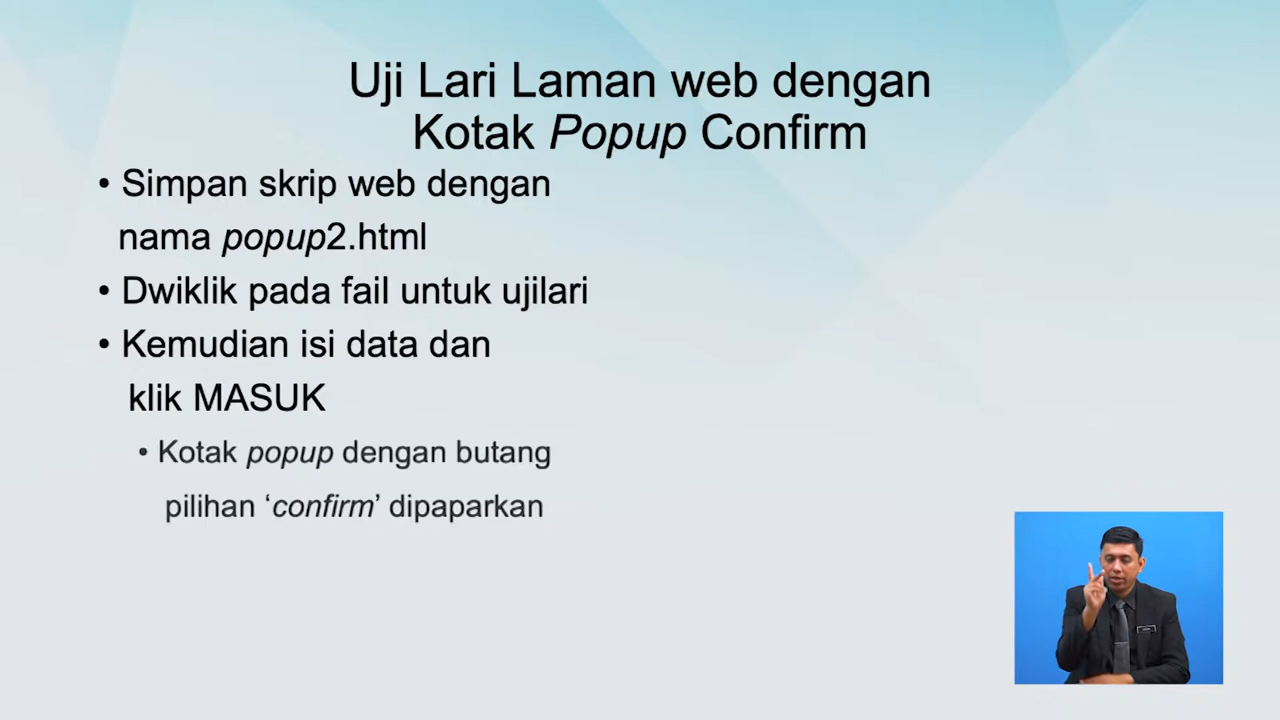 Uji Lari Laman web dengan
Kotak Popup Confirm
• Simpan skrip web dengan
nama popup2.html
• Dwiklik pada fail untuk ujilari
• Kemudian isi data dan
klik MASUK
• Kotak popup dengan butang
pilihan ‘confirm’ dipaparkan